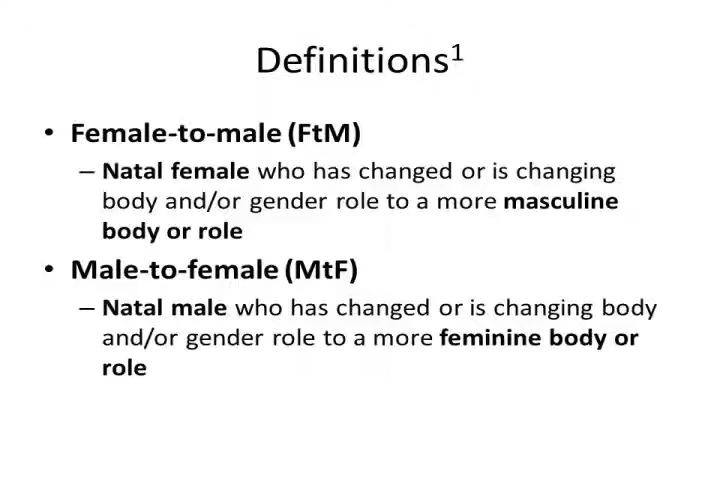 Definitions¹
• Female-to-male (FtM)
– Natal female who has changed or is changing
body and/or gender role to a more masculine
body or role
• Male-to-female (MtF)
– Natal male who has changed or is changing body
and/or gender role to a more feminine body or
role